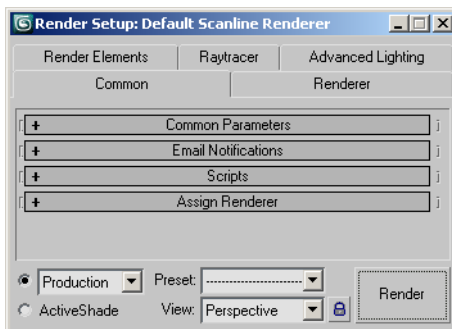 Render Setup: Default Scanline Renderer
Render Elements Raytracer Advanced Lighting
Common Renderer
+ Common Parameters
+ Email Notifications
+ Scripts
+ Assign Renderer
Production Preset: -------------------------
ActiveShade View: Perspective
Render